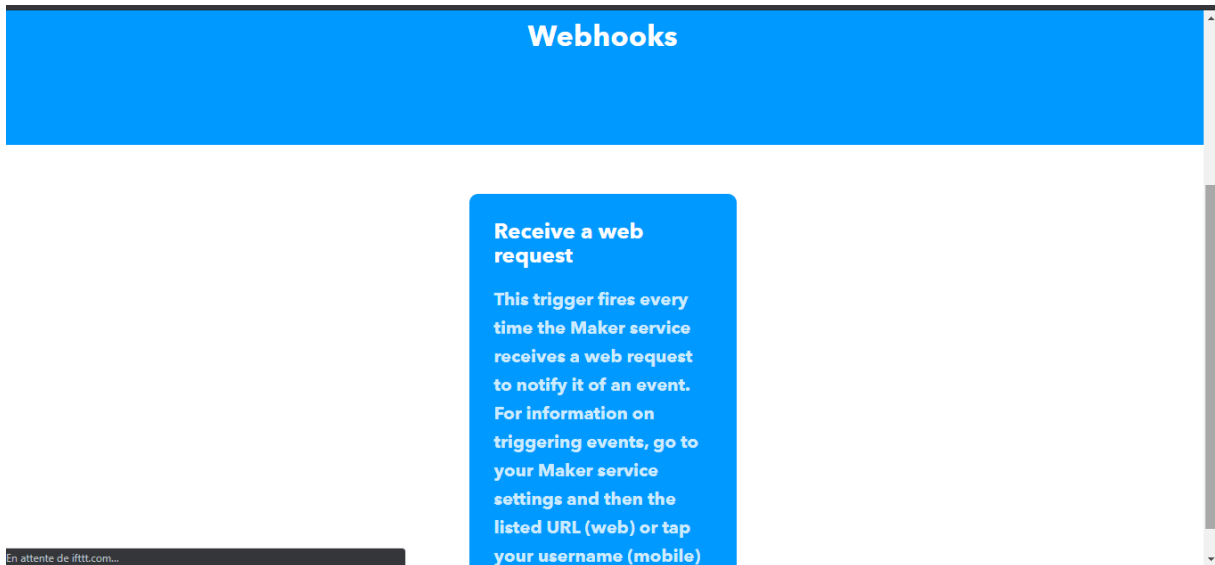 Webhooks
Receive a web
request
This trigger fires every
time the Maker service
receives a web request
to notify it of an event.
For information on
triggering events, go to
your Maker service
settings and then the
listed URL (web) or tap
your username (mobile)
En attente de ifttt.com...